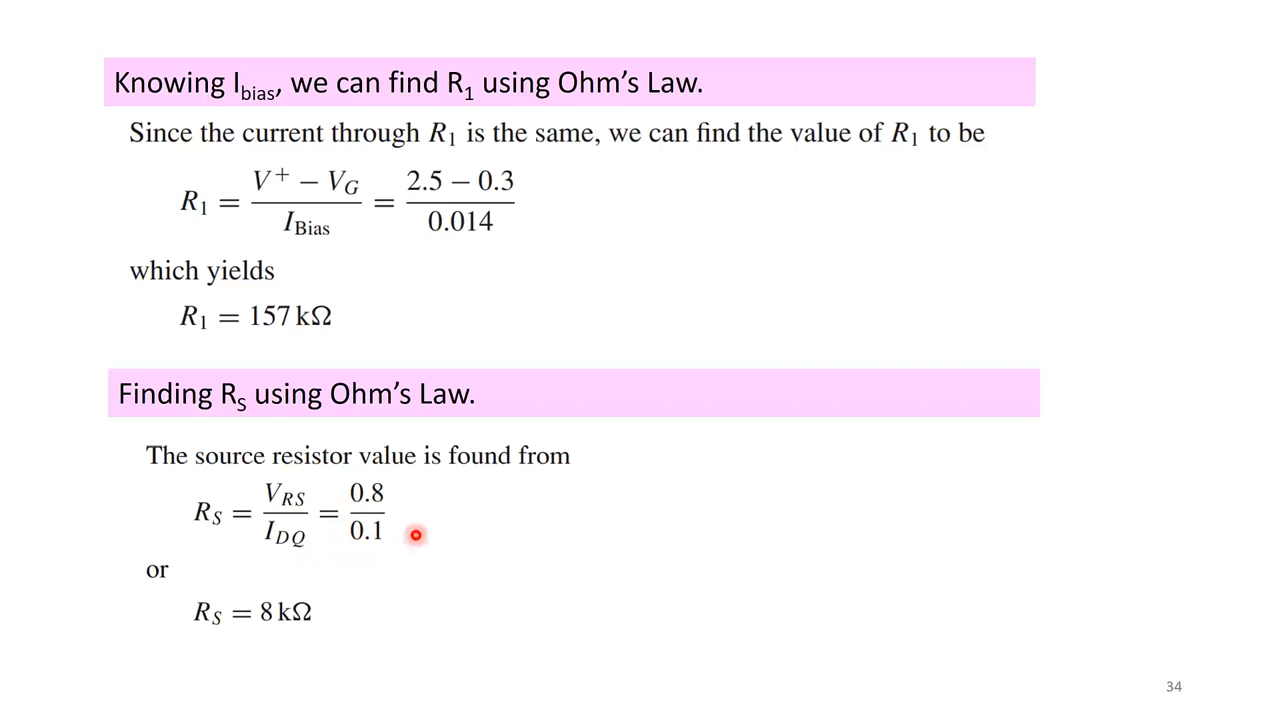 Knowing I_bias, we can find R_1 using Ohm's Law.
Since the current through R_1 is the same, we can find the value of R_1 to be
R_1 = (V^+ − V_G) / I_Bias = (2.5 − 0.3) / 0.014
which yields
R_1 = 157 kΩ
Finding R_S using Ohm's Law.
The source resistor value is found from
R_S = V_RS / I_DQ = 0.8 / 0.1
or
R_S = 8 kΩ
34